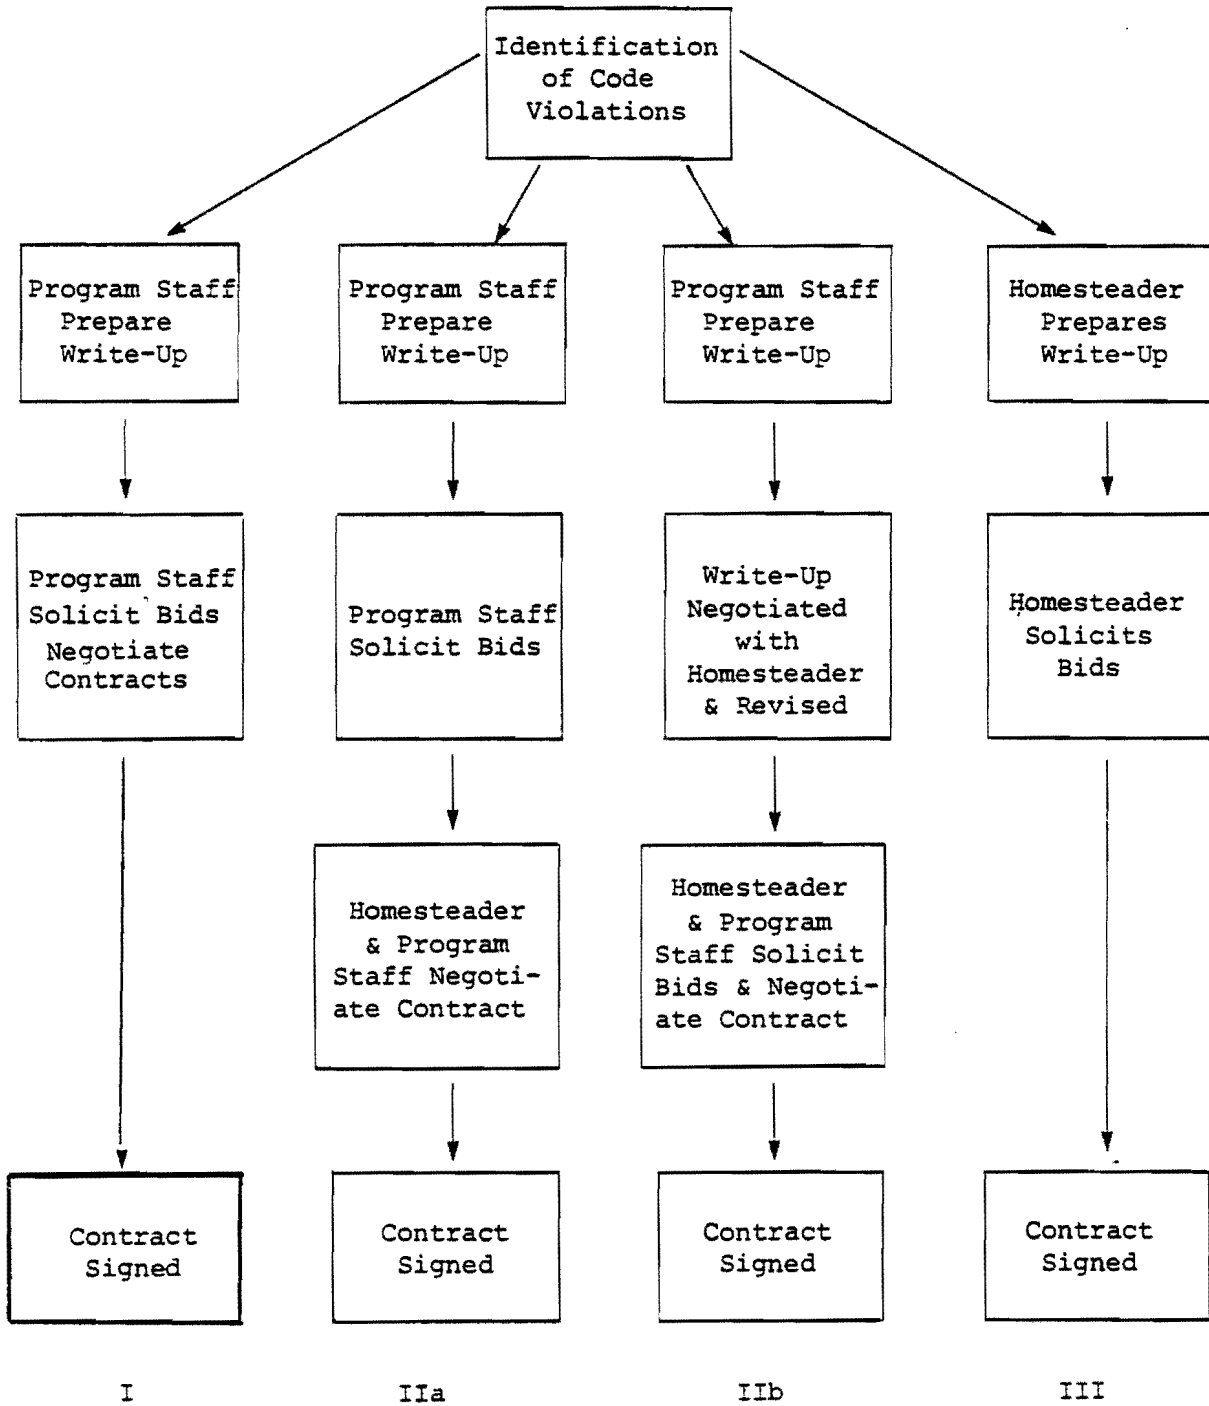 Identification
of Code
Violations
Program Staff
Prepare
Write-Up
Program Staff
Prepare
Write-Up
Program Staff
Prepare
Write-Up
Homesteader
Prepares
Write-Up
Program Staff
Solicit Bids
Negotiate
Contracts
Program Staff
Solicit Bids
Write-Up
Negotiated
with
Homesteader
& Revised
Homesteader
Solicits
Bids
Homesteader
& Program
Staff Negoti-
ate Contract
Homesteader
& Program
Staff Solicit
Bids & Negoti-
ate Contract
Contract
Signed
Contract
Signed
Contract
Signed
Contract
Signed
I
IIa
IIb
III